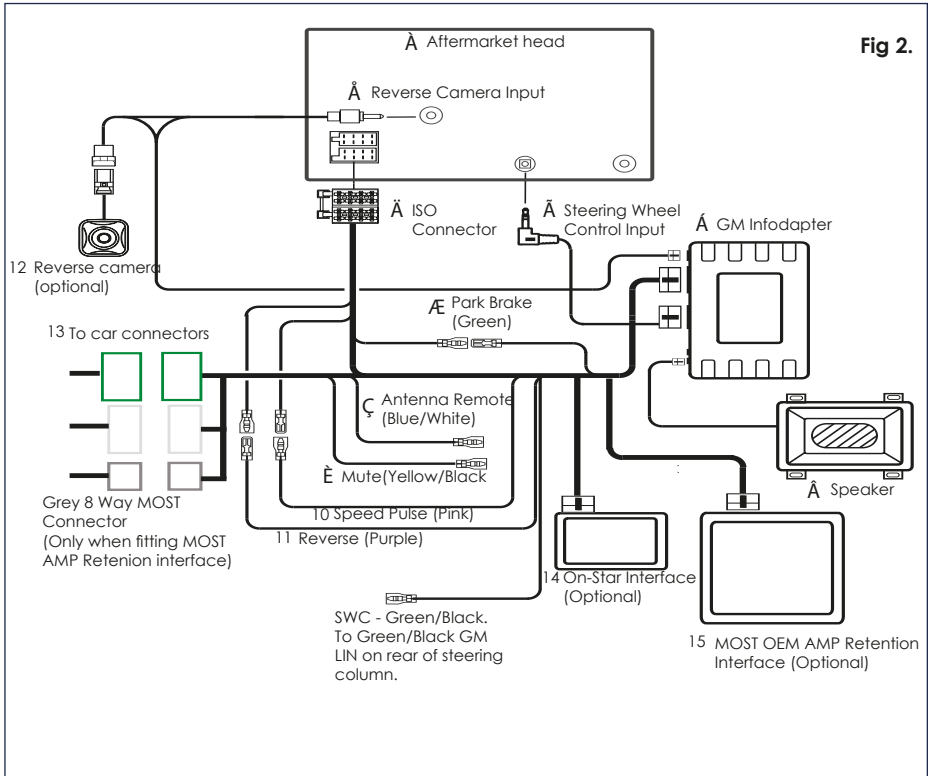 Fig 2.
À Aftermarket head
Å Reverse Camera Input
Ä ISO
Connector
Ã Steering Wheel
Control Input
Á GM Infodapter
12 Reverse camera
(optional)
Æ Park Brake
(Green)
13 To car connectors
Ç Antenna Remote
(Blue/White)
È Mute(Yellow/Black
10 Speed Pulse (Pink)
11 Reverse (Purple)
Grey 8 Way MOST
Connector
(Only when fitting MOST
AMP Retenion interface)
:
Â Speaker
14 On-Star Interface
(Optional)
SWC - Green/Black.
To Green/Black GM
LIN on rear of steering
column.
15 MOST OEM AMP Retention
Interface (Optional)